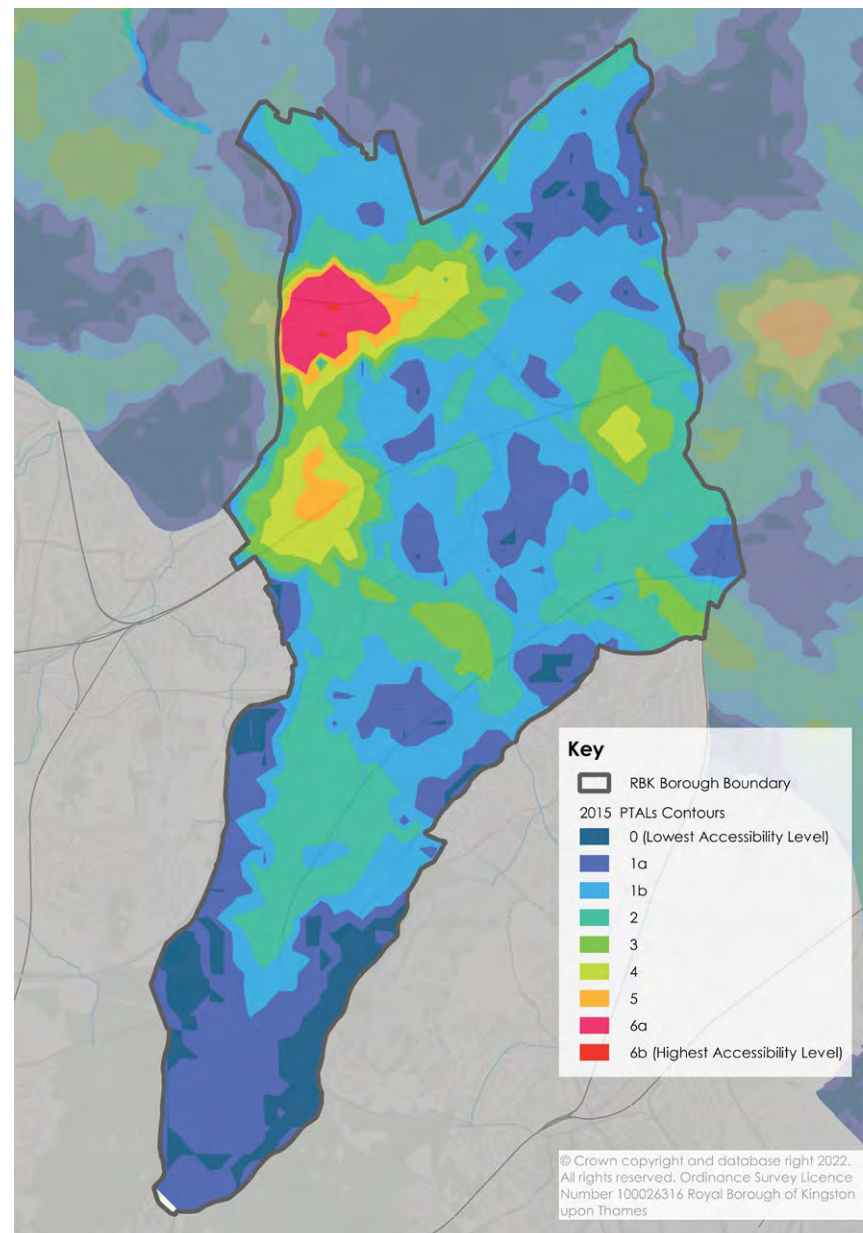 Key
RBK Borough Boundary
2015 PTALs Contours
0 (Lowest Accessibility Level)
1a
1b
2
3
4
5
6a
6b (Highest Accessibility Level)
© Crown copyright and database right 2022.
All rights reserved. Ordinance Survey Licence
Number 100026316 Royal Borough of Kingston
upon Thames